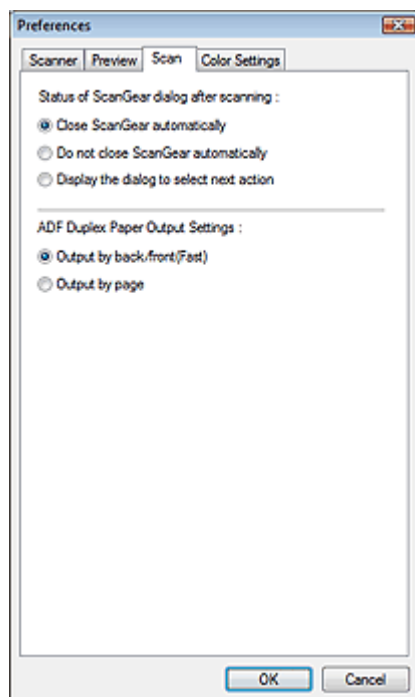 Preferences
Scanner Preview Scan Color Settings
Status of ScanGear dialog after scanning :
Close ScanGear automatically
Do not close ScanGear automatically
Display the dialog to select next action
ADF Duplex Paper Output Settings :
Output by back/front(Fast)
Output by page
OK Cancel